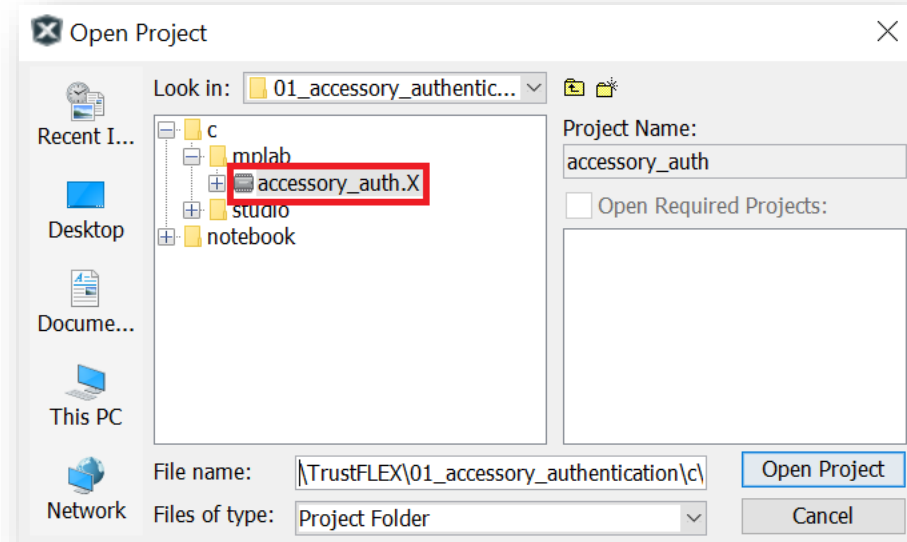 Open Project
Look in: 01_accessory_authentic...
Recent I...
Desktop
Docume...
This PC
Network
c
mplab
accessory_auth.X
studio
notebook
Project Name:
accessory_auth
Open Required Projects:
File name: \TrustFLEX\01_accessory_authentication\c\
Open Project
Files of type: Project Folder
Cancel